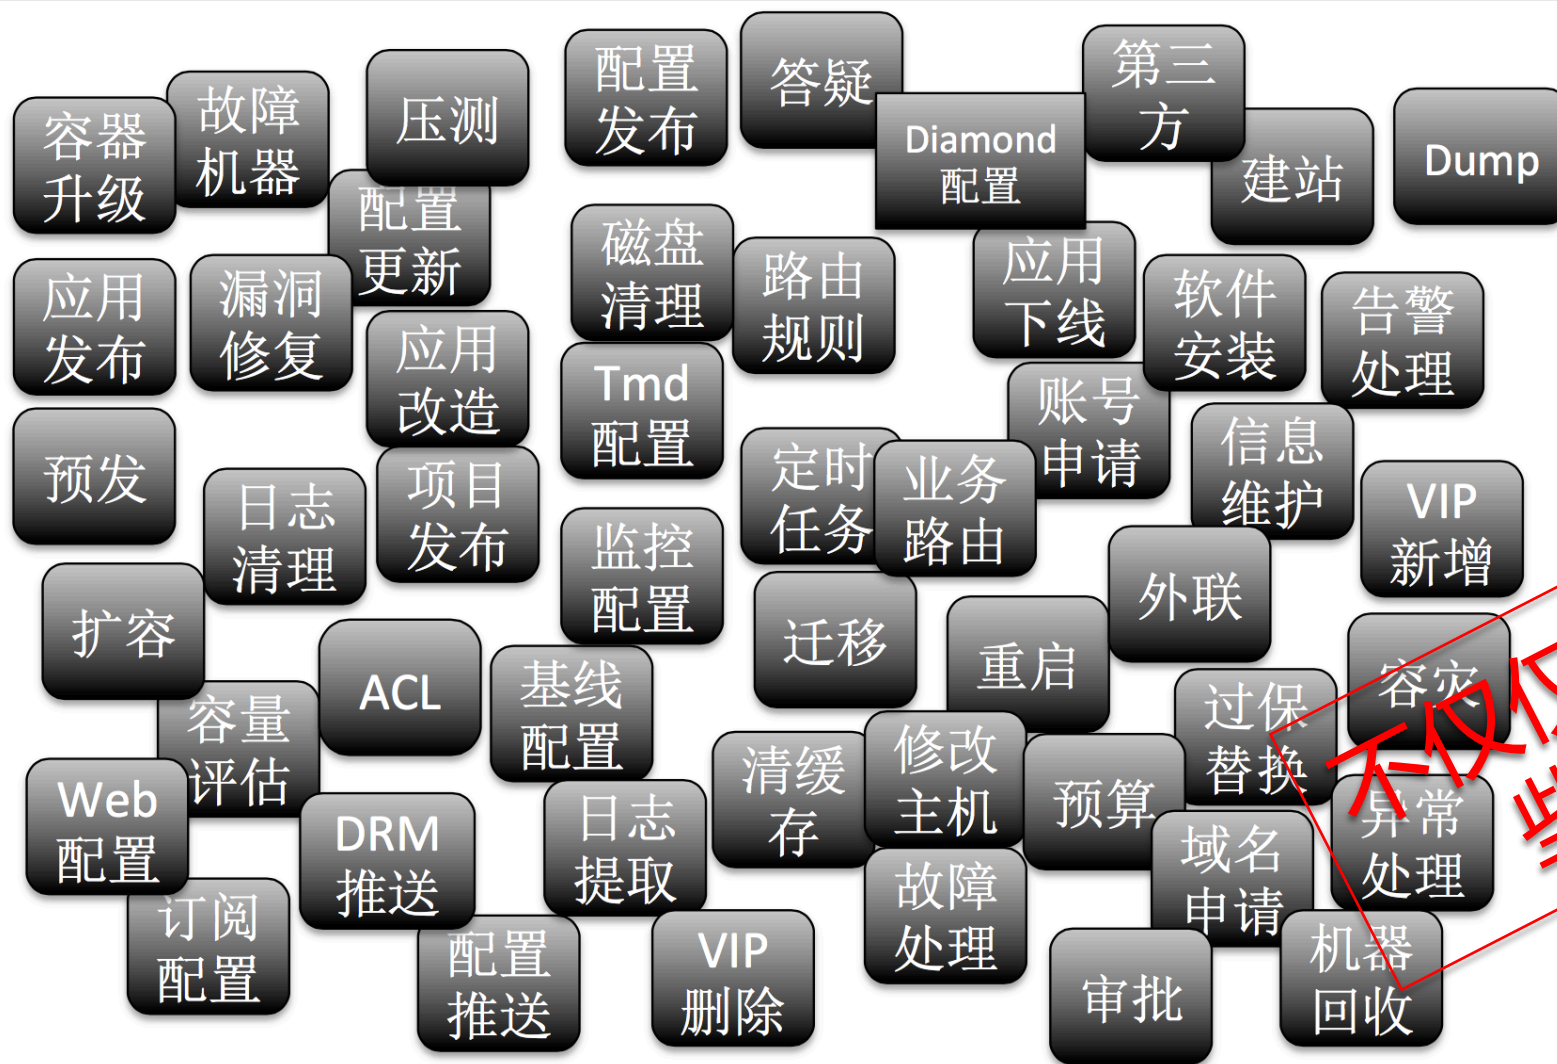 配置
发布
答疑
第三
方
故障
机器
压测
容器
升级
Diamond
配置
建站
Dump
配置
更新
磁盘
清理
路由
规则
应用
下线
软件
安装
告警
处理
应用
发布
漏洞
修复
应用
改造
Tmd
配置
账号
申请
信息
维护
预发
日志
清理
项目
发布
定时
任务
业务
路由
VIP
新增
监控
配置
外联
扩容
ACL
基线
配置
迁移
重启
容灾
容量
评估
过保
替换
不仅
Web
配置
DRM
推送
日志
提取
清缓
存
修改
主机
预算
异常
处理
域名
申请
订阅
配置
配置
推送
VIP
删除
故障
处理
审批
机器
回收